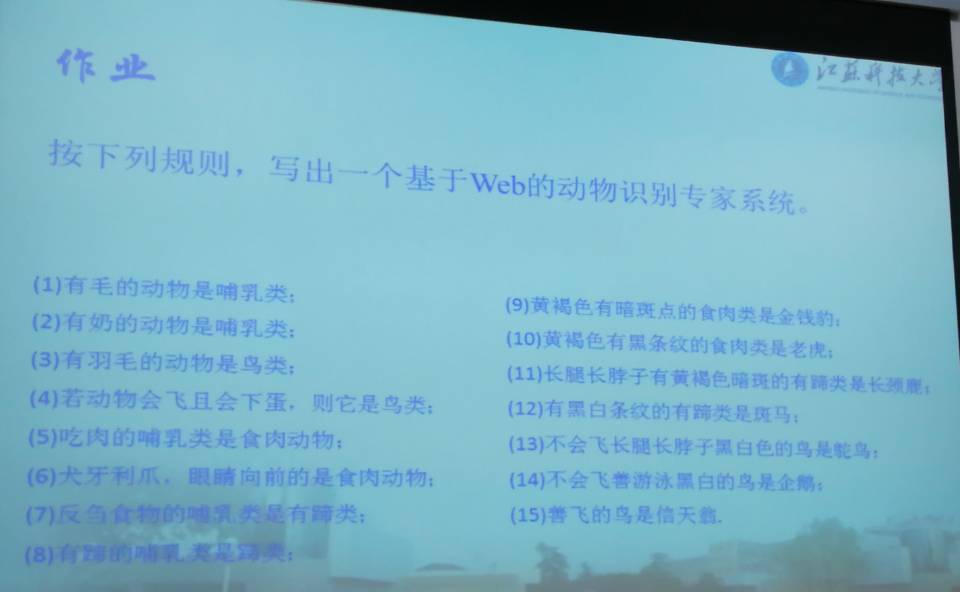 作业
江苏科技大学
按下列规则，写出一个基于Web的动物识别专家系统。
(1)有毛的动物是哺乳类;
(2)有奶的动物是哺乳类;
(3)有羽毛的动物是鸟类;
(4)若动物会飞且会下蛋，则它是鸟类;
(5)吃肉的哺乳类是食肉动物;
(6)犬牙利爪，眼睛向前的是食肉动物;
(7)反刍食物的哺乳类是有蹄类;
(8)有蹄的哺乳类是蹄类;
(9)黄褐色有暗斑点的食肉类是金钱豹;
(10)黄褐色有黑条纹的食肉类是老虎;
(11)长腿长脖子有黄褐色暗斑的有蹄类是长颈鹿;
(12)有黑白条纹的有蹄类是斑马;
(13)不会飞长腿长脖子黑白色的鸟是鸵鸟;
(14)不会飞善游泳黑白的鸟是企鹅;
(15)善飞的鸟是信天翁.